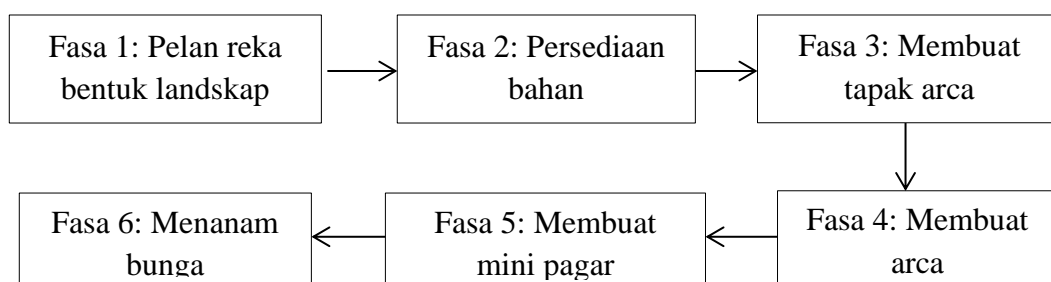 Fasa 1: Pelan reka
bentuk landskap
Fasa 2: Persediaan
bahan
Fasa 3: Membuat
tapak arca
Fasa 4: Membuat
arca
Fasa 5: Membuat
mini pagar
Fasa 6: Menanam
bunga